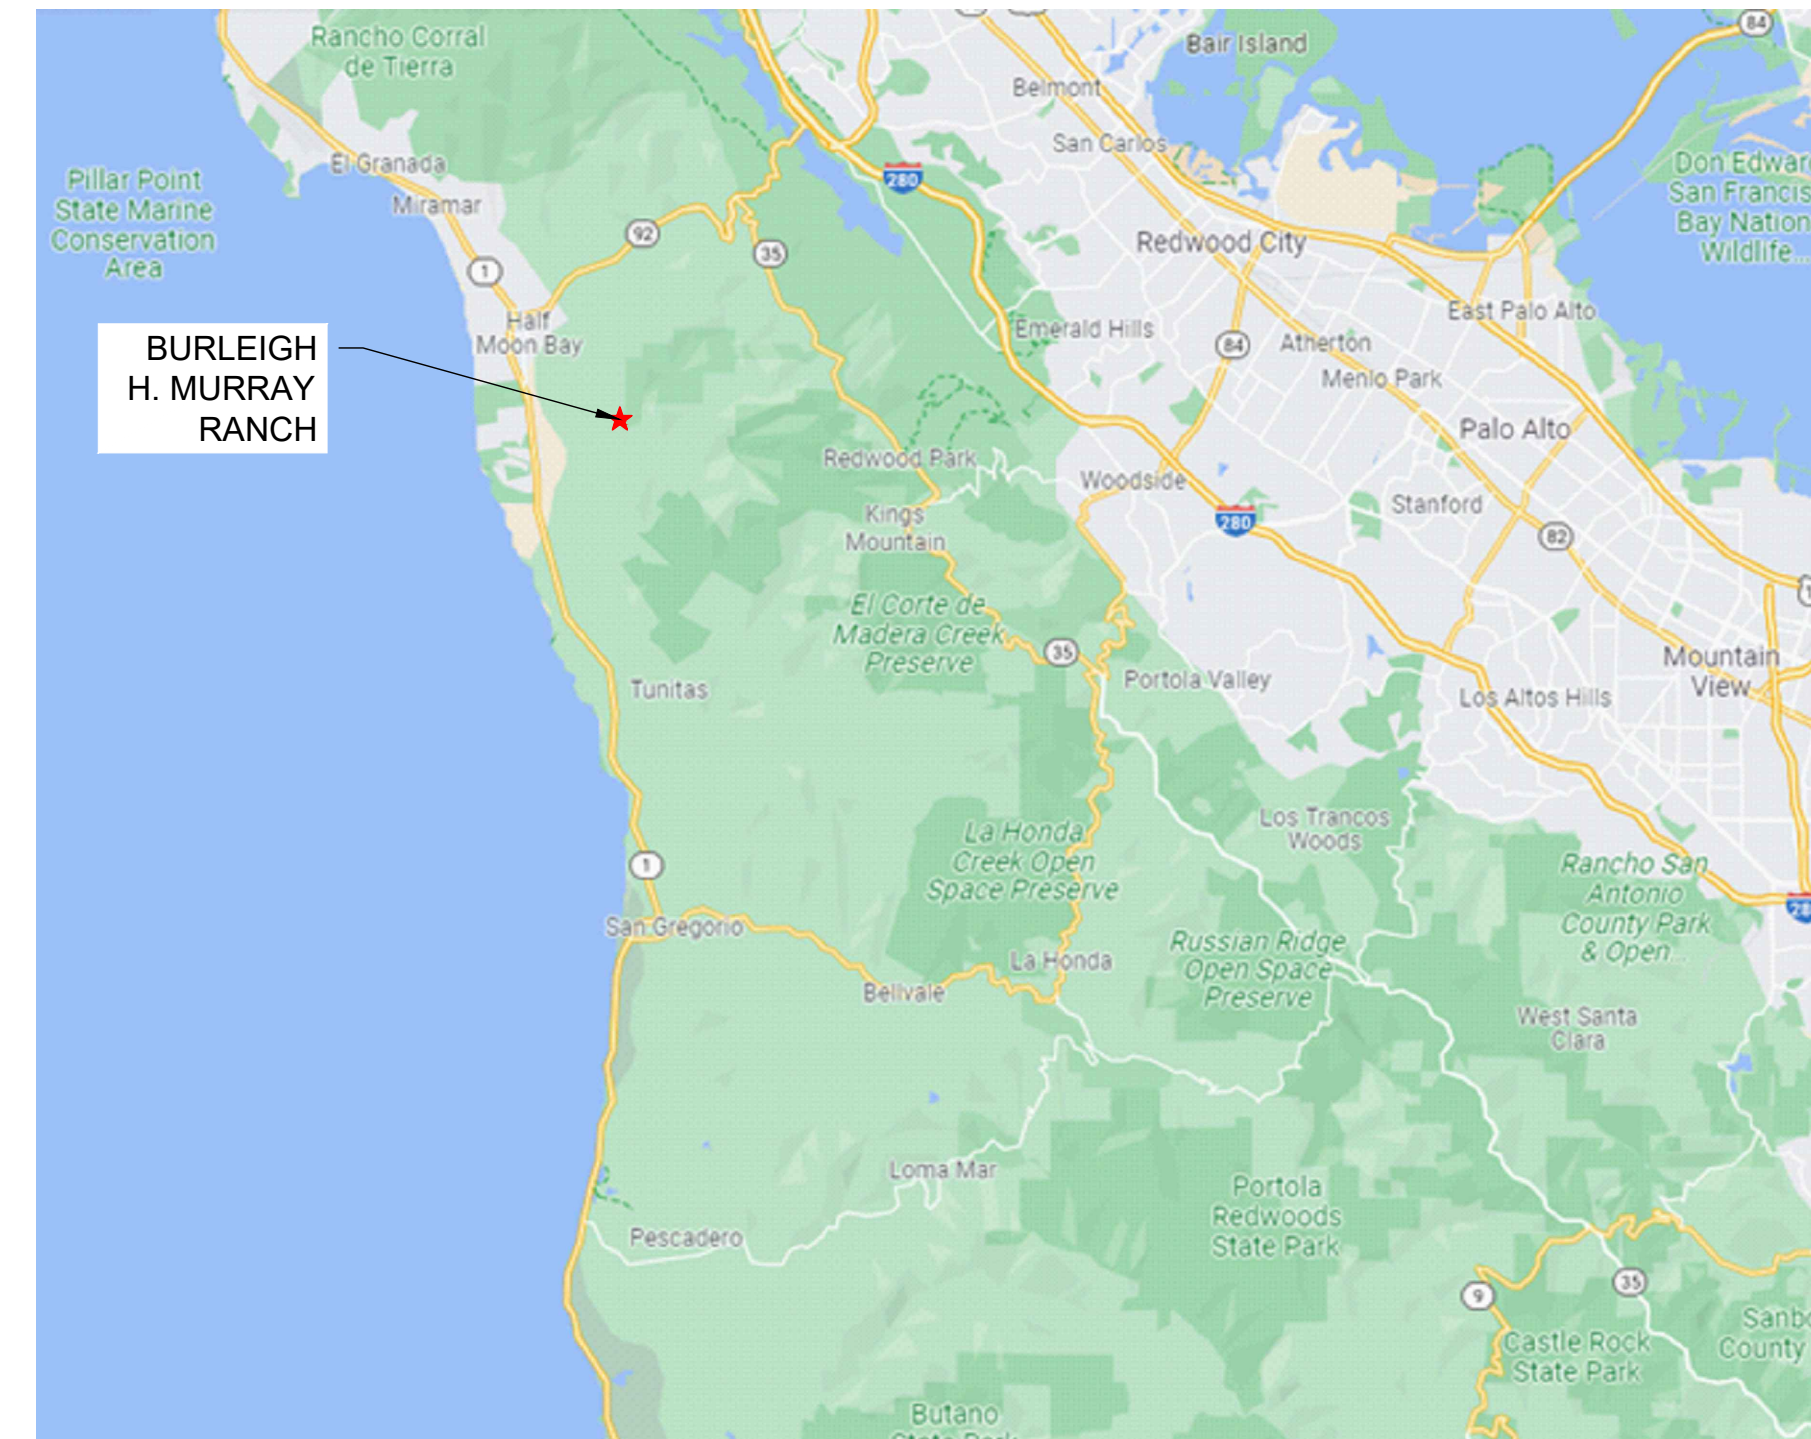 84
Rancho Corral
de Tierra
Bair Island
Belmont
San Carlos
El Granada
Pillar Point
State Marine
Conservation
Area
280
Don Edwar
San Francis
Bay Nation
Wildlife...
Miramar
92
35
Redwood City
1
Half
Moon Bay
East Palo Alto
Emerald Hills
84
Atherton
BURLEIGH
H. MURRAY
RANCH
Menlo Park
Palo Alto
Redwood Park
Woodside
Stanford
Kings
Mountain
280
82
El Corte de
Madera Creek
Preserve
1
35
Portola Valley
Mountain
View
Tunitas
Los Altos Hills
Los Trancos
Woods
La Honda
Creek Open
Space Preserve
1
Rancho San
Antonio
County Park
& Open...
28
San Gregorio
La Honda
Russian Ridge
Open Space
Preserve
Bellvale
West Santa
Clara
Loma Mar
Portola
Redwoods
State Park
Pescadero
9
35
Castle Rock
State Park
Sanbo
County
Butano
State Park